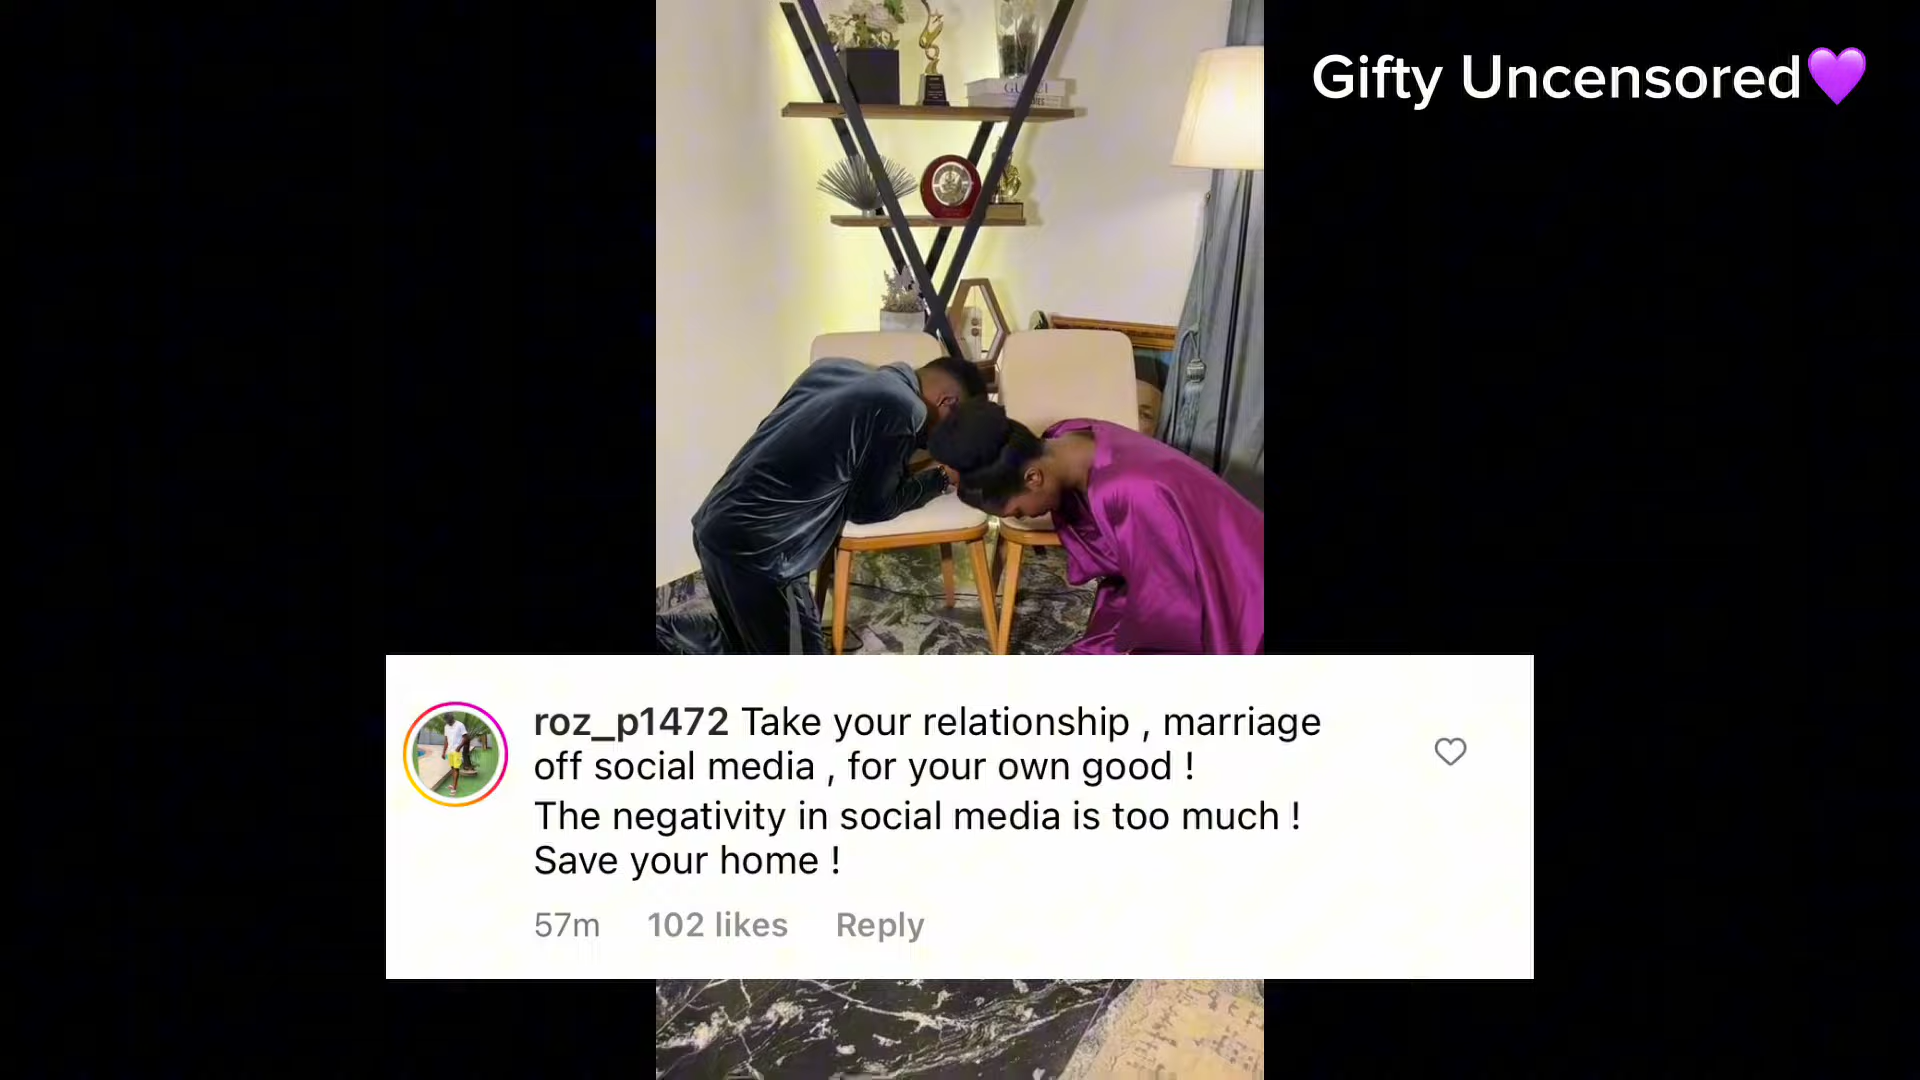 Gifty Uncensored💜
GUCCI
roz_p1472 Take your relationship , marriage
off social media , for your own good !
The negativity in social media is too much !
Save your home !
57m 102 likes Reply